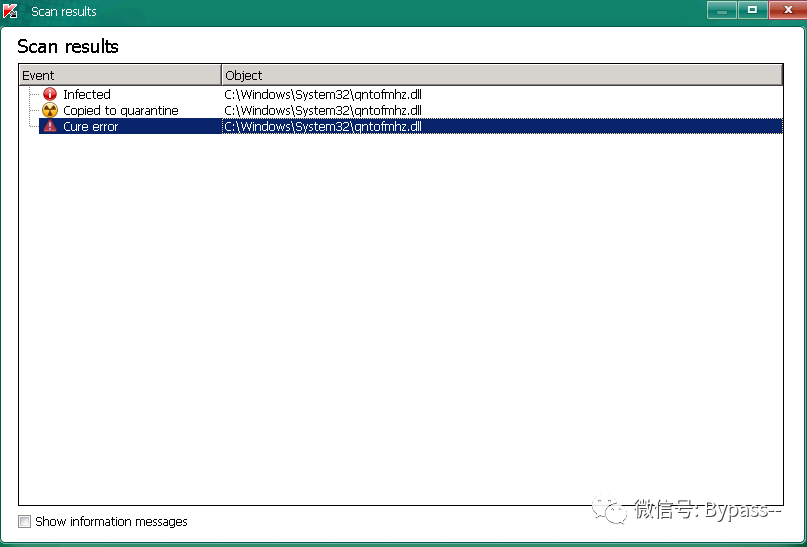 Scan results
Scan results
Event Object
Infected C:\Windows\System32\qntofmhz.dll
Copied to quarantine C:\Windows\System32\qntofmhz.dll
Cure error C:\Windows\System32\qntofmhz.dll
微信号: Bypass--
Show information messages